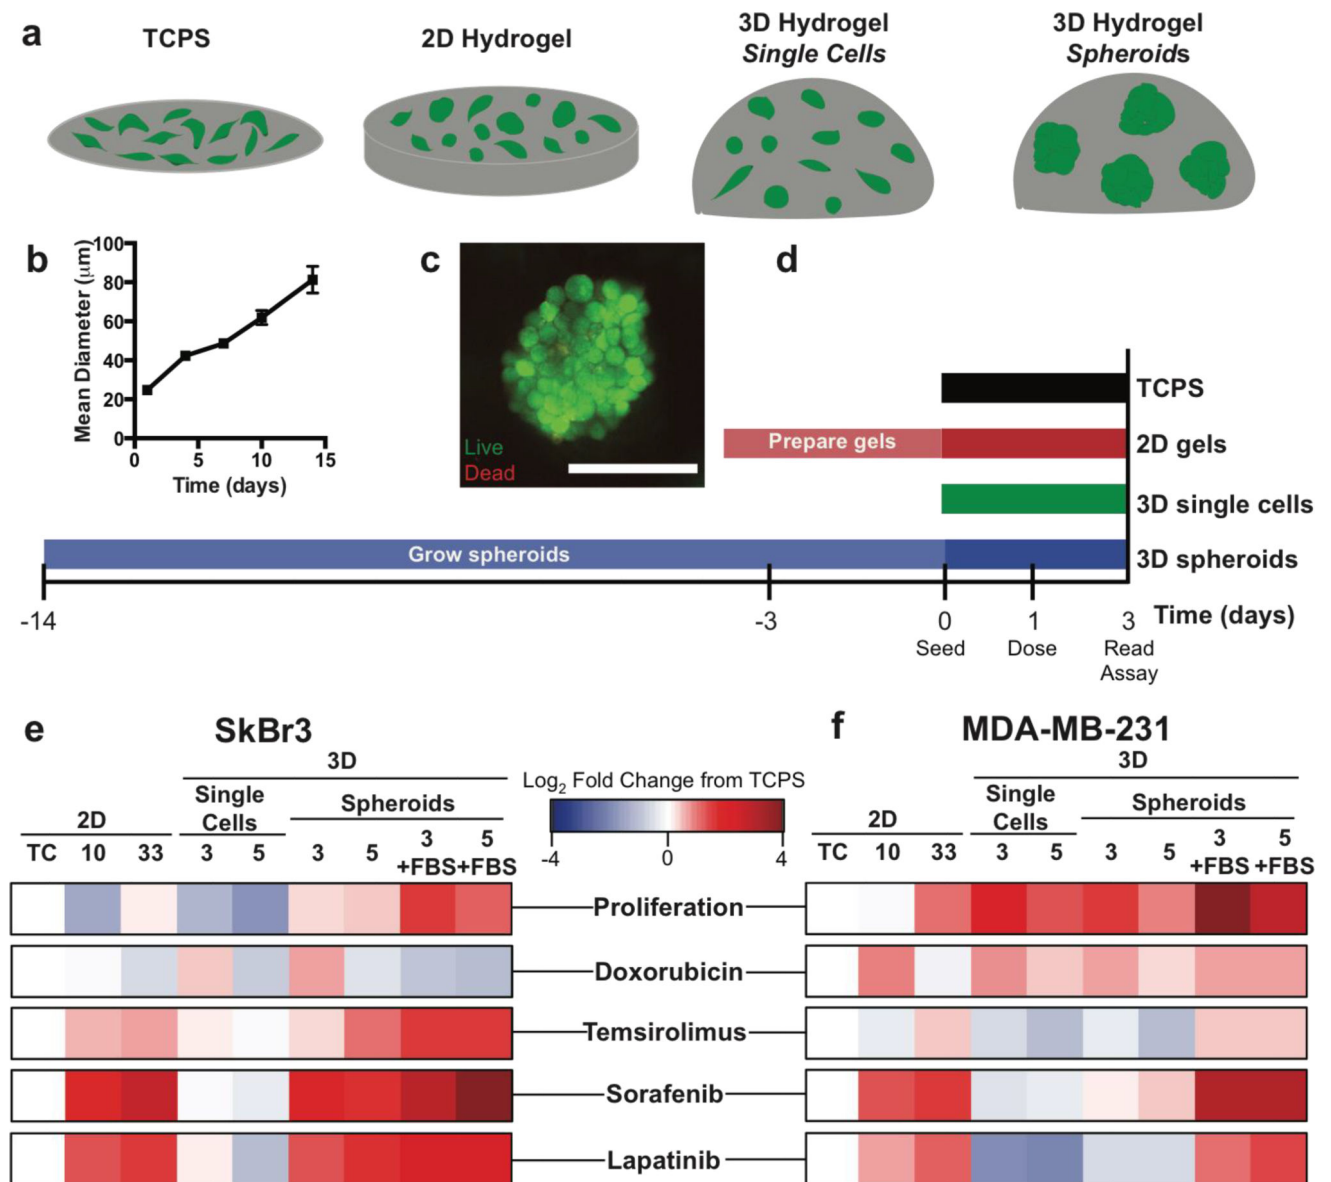 a
TCPS
2D Hydrogel
3D Hydrogel
Single Cells
3D Hydrogel
Spheroids
b
Mean Diameter (μm)
100
80
60
40
20
0
0 5 10 15
Time (days)
c
Live
Dead
d
TCPS
Prepare gels
2D gels
3D single cells
Grow spheroids
3D spheroids
-14 -3 0 1 3 Time (days)
Seed Dose Read
Assay
e
SkBr3
3D
Single
Cells
Spheroids
2D
TC 10 33 3 5 3 5 3
+FBS 5
+FBS
Log2 Fold Change from TCPS
-4 0 4
f
MDA-MB-231
3D
Single
Cells
Spheroids
2D
TC 10 33 3 5 3 5 3
+FBS 5
+FBS
Proliferation
Doxorubicin
Temsirolimus
Sorafenib
Lapatinib